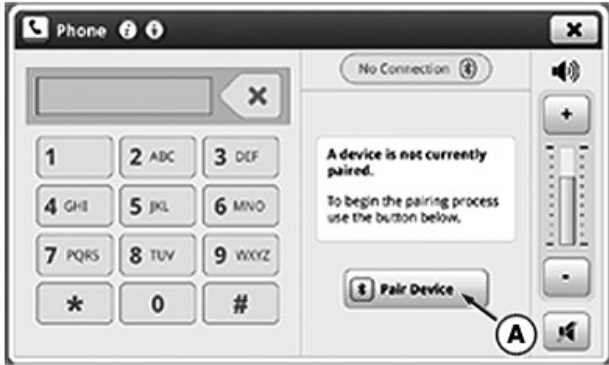 Phone
No Connection
A device is not currently
paired.
To begin the pairing process
use the button below.
1
2 ABC
3 DEF
4 GHI
5 JKL
6 MNO
7 PQRS
8 TUV
9 WXYZ
*
0
#
+
-
Pair Device
A